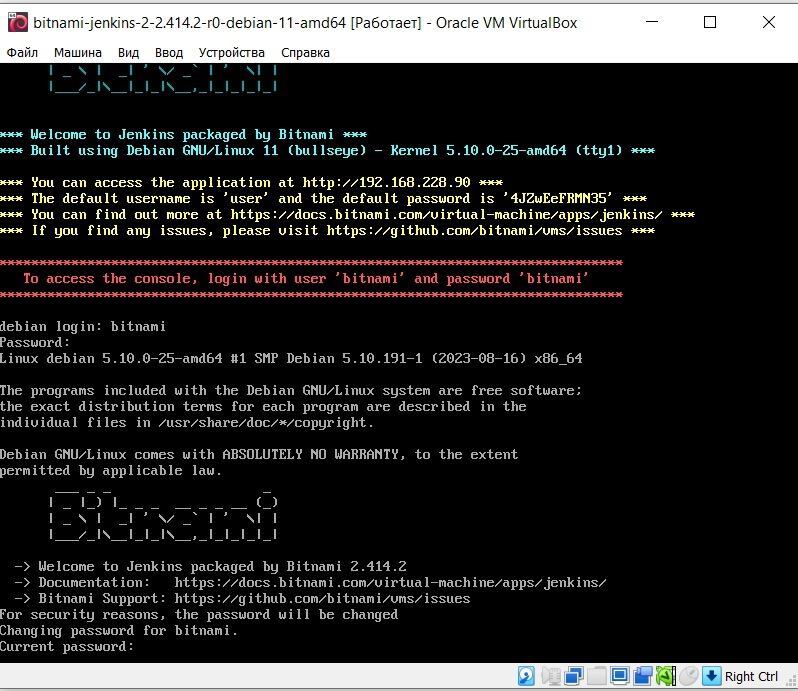 bitnami-jenkins-2-2.414.2-r0-debian-11-amd64 [Работает] - Oracle VM VirtualBox
Файл Машина Вид Ввод Устройства Справка
*** Welcome to Jenkins packaged by Bitnami ***
*** Built using Debian GNU/Linux 11 (bullseye) - Kernel 5.10.0-25-amd64 (tty1) ***
*** You can access the application at http://192.168.228.90 ***
*** The default username is 'user' and the default password is '4JZwEeFRMN35' ***
*** You can find out more at https://docs.bitnami.com/virtual-machine/apps/jenkins/ ***
*** If you find any issues, please visit https://github.com/bitnami/vms/issues ***
******************************************************************************
To access the console, login with user 'bitnami' and password 'bitnami'
******************************************************************************
debian login: bitnami
Password:
Linux debian 5.10.0-25-amd64 #1 SMP Debian 5.10.191-1 (2023-08-16) x86_64
The programs included with the Debian GNU/Linux system are free software;
the exact distribution terms for each program are described in the
individual files in /usr/share/doc/*/copyright.
Debian GNU/Linux comes with ABSOLUTELY NO WARRANTY, to the extent
permitted by applicable law.
Bitnami
-> Welcome to Jenkins packaged by Bitnami 2.414.2
-> Documentation: https://docs.bitnami.com/virtual-machine/apps/jenkins/
-> Bitnami Support: https://github.com/bitnami/vms/issues
For security reasons, the password will be changed
Changing password for bitnami.
Current password:
Right Ctrl